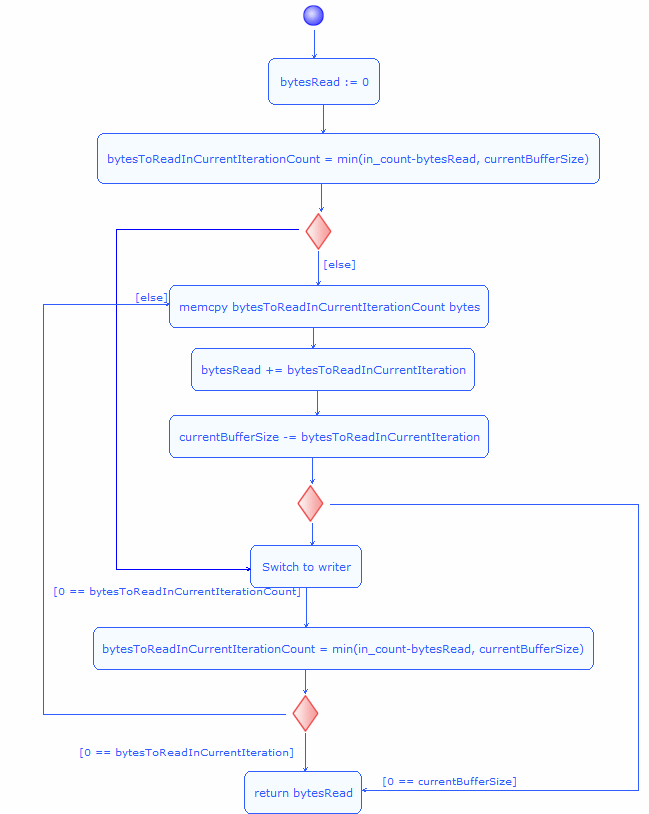 bytesRead := 0
bytesToReadInCurrentIterationCount = min(in_count-bytesRead, currentBufferSize)
[else]
[else]
memcpy bytesToReadInCurrentIterationCount bytes
bytesRead += bytesToReadInCurrentIteration
currentBufferSize -= bytesToReadInCurrentIteration
Switch to writer
[0 == bytesToReadInCurrentIterationCount]
bytesToReadInCurrentIterationCount = min(in_count-bytesRead, currentBufferSize)
[0 == bytesToReadInCurrentIteration]
[0 == currentBufferSize]
return bytesRead